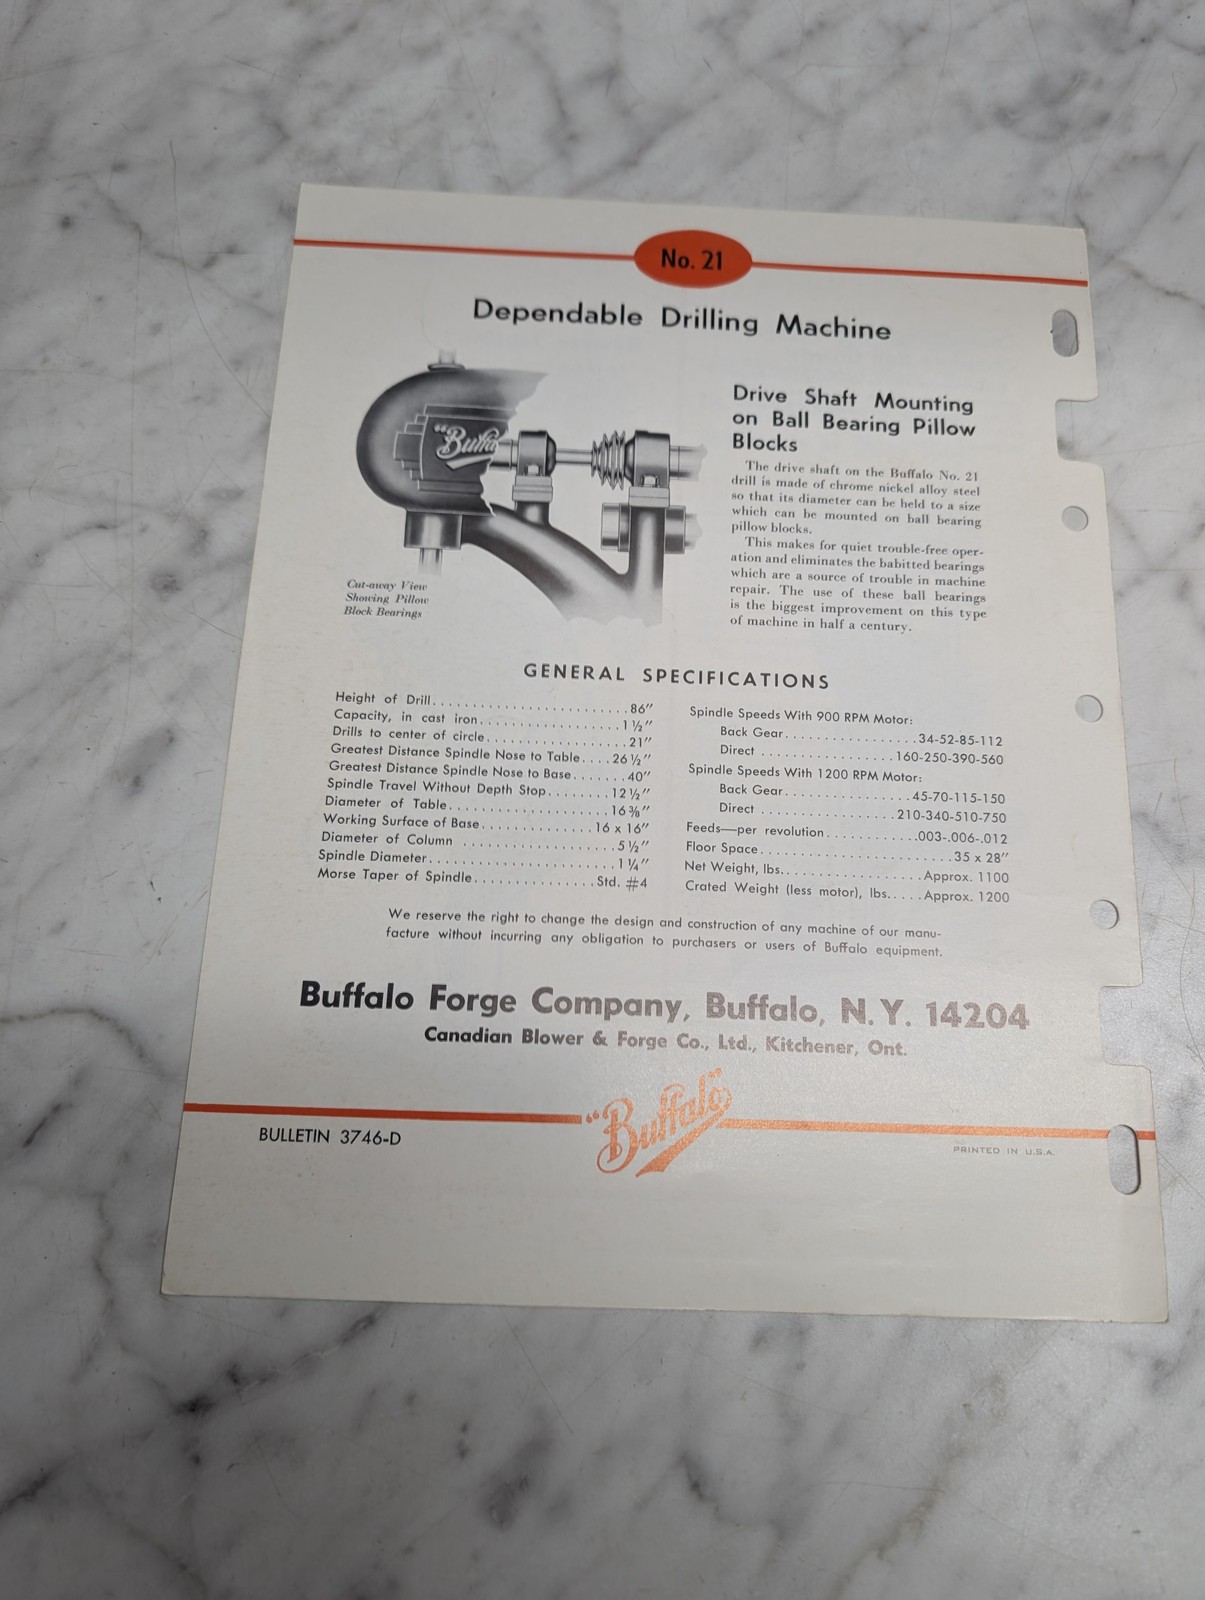 No. 21
Dependable Drilling Machine
"Buffa
Cut-away View
Showing Pillow
Block Bearings
Drive Shaft Mounting
on Ball Bearing Pillow
Blocks
The drive shaft on the Buffalo No. 21
drill is made of chrome nickel alloy steel
so that its diameter can be held to a size
which can be mounted on ball bearing
pillow blocks.
This makes for quiet trouble-free oper-
ation and eliminates the babitted bearings
which are a source of trouble in machine
repair. The use of these ball bearings
is the biggest improvement on this type
of machine in half a century.
GENERAL SPECIFICATIONS
Height of Drill.........................86"
Capacity, in cast iron.................1½"
Drills to center of circle..................21"
Greatest Distance Spindle Nose to Table....26½"
Greatest Distance Spindle Nose to Base.......40"
Spindle Travel Without Depth Stop........12½"
Diameter of Table....................16⅜"
Working Surface of Base.............16 x 16"
Diameter of Column ....................5½"
Spindle Diameter........................1¼"
Morse Taper of Spindle...............Std. #4
Spindle Speeds With 900 RPM Motor:
Back Gear.................34-52-85-112
Direct .................160-250-390-560
Spindle Speeds With 1200 RPM Motor:
Back Gear................45-70-115-150
Direct .................210-340-510-750
Feeds—per revolution............003-.006-.012
Floor Space.........................35 x 28"
Net Weight, lbs..................Approx. 1100
Crated Weight (less motor), lbs.....Approx. 1200
We reserve the right to change the design and construction of any machine of our manu-
facture without incurring any obligation to purchasers or users of Buffalo equipment.
Buffalo Forge Company, Buffalo, N. Y. 14204
Canadian Blower & Forge Co., Ltd., Kitchener, Ont.
"Buffalo"
BULLETIN 3746-D
PRINTED IN U.S.A.